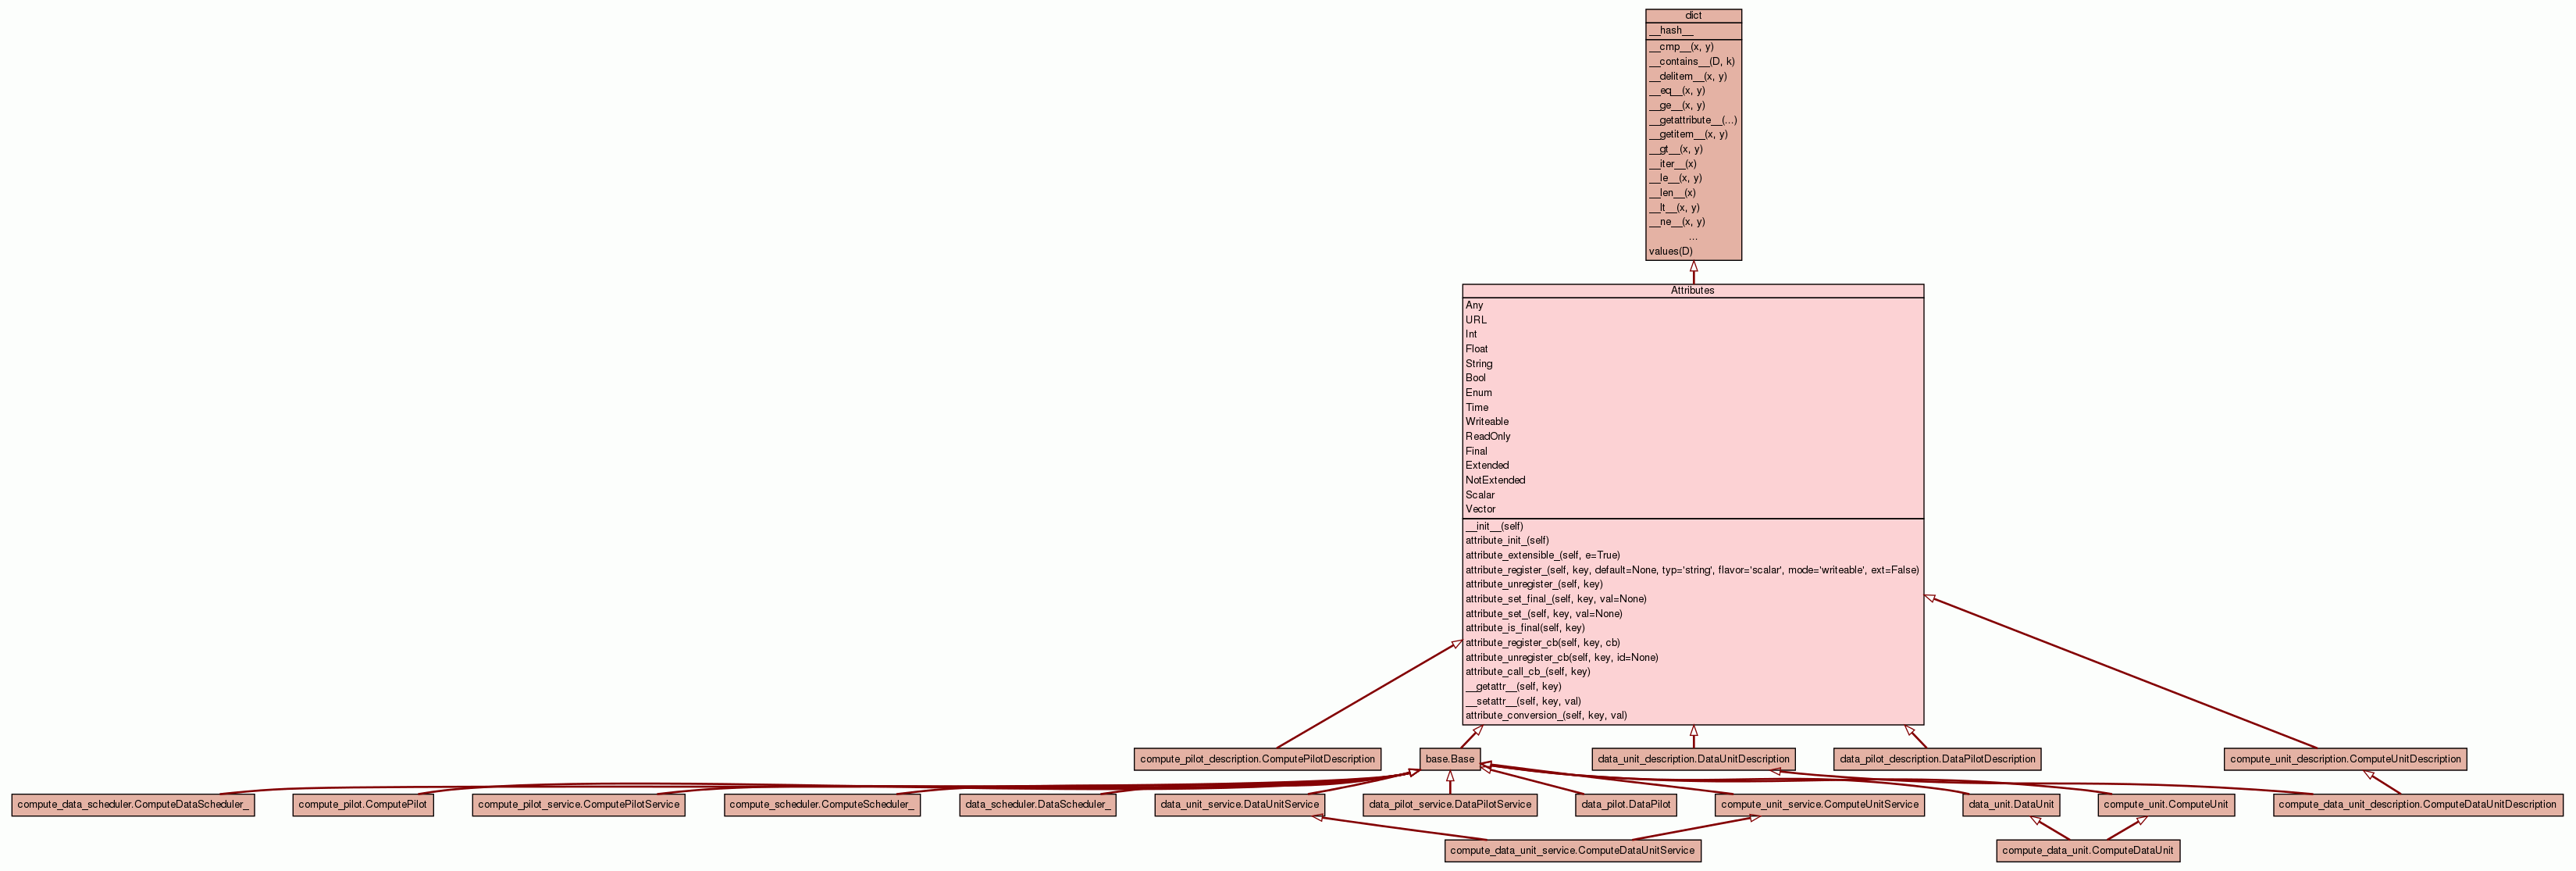 dict
__hash__
__cmp__(x, y)
__contains__(D, k)
__delitem__(x, y)
__eq__(x, y)
__ge__(x, y)
__getattribute__(...)
__getitem__(x, y)
__gt__(x, y)
__iter__(x)
__le__(x, y)
__len__(x)
__lt__(x, y)
__ne__(x, y)
...
values(D)
Attributes
Any
URL
Int
Float
String
Bool
Enum
Time
Writeable
ReadOnly
Final
Extended
NotExtended
Scalar
Vector
__init__(self)
attribute_init_(self)
attribute_extensible_(self, e=True)
attribute_register_(self, key, default=None, typ='string', flavor='scalar', mode='writeable', ext=False)
attribute_unregister_(self, key)
attribute_set_final_(self, key, val=None)
attribute_set_(self, key, val=None)
attribute_is_final(self, key)
attribute_register_cb(self, key, cb)
attribute_unregister_cb(self, key, id=None)
attribute_call_cb_(self, key)
__getattr__(self, key)
__setattr__(self, key, val)
attribute_conversion_(self, key, val)
compute_pilot_description.ComputePilotDescription
base.Base
data_unit_description.DataUnitDescription
data_pilot_description.DataPilotDescription
compute_unit_description.ComputeUnitDescription
compute_data_scheduler.ComputeDataScheduler_
compute_pilot.ComputePilot
compute_pilot_service.ComputePilotService
compute_scheduler.ComputeScheduler_
data_scheduler.DataScheduler_
data_unit_service.DataUnitService
data_pilot_service.DataPilotService
data_pilot.DataPilot
compute_unit_service.ComputeUnitService
data_unit.DataUnit
compute_unit.ComputeUnit
compute_data_unit_description.ComputeDataUnitDescription
compute_data_unit_service.ComputeDataUnitService
compute_data_unit.ComputeDataUnit